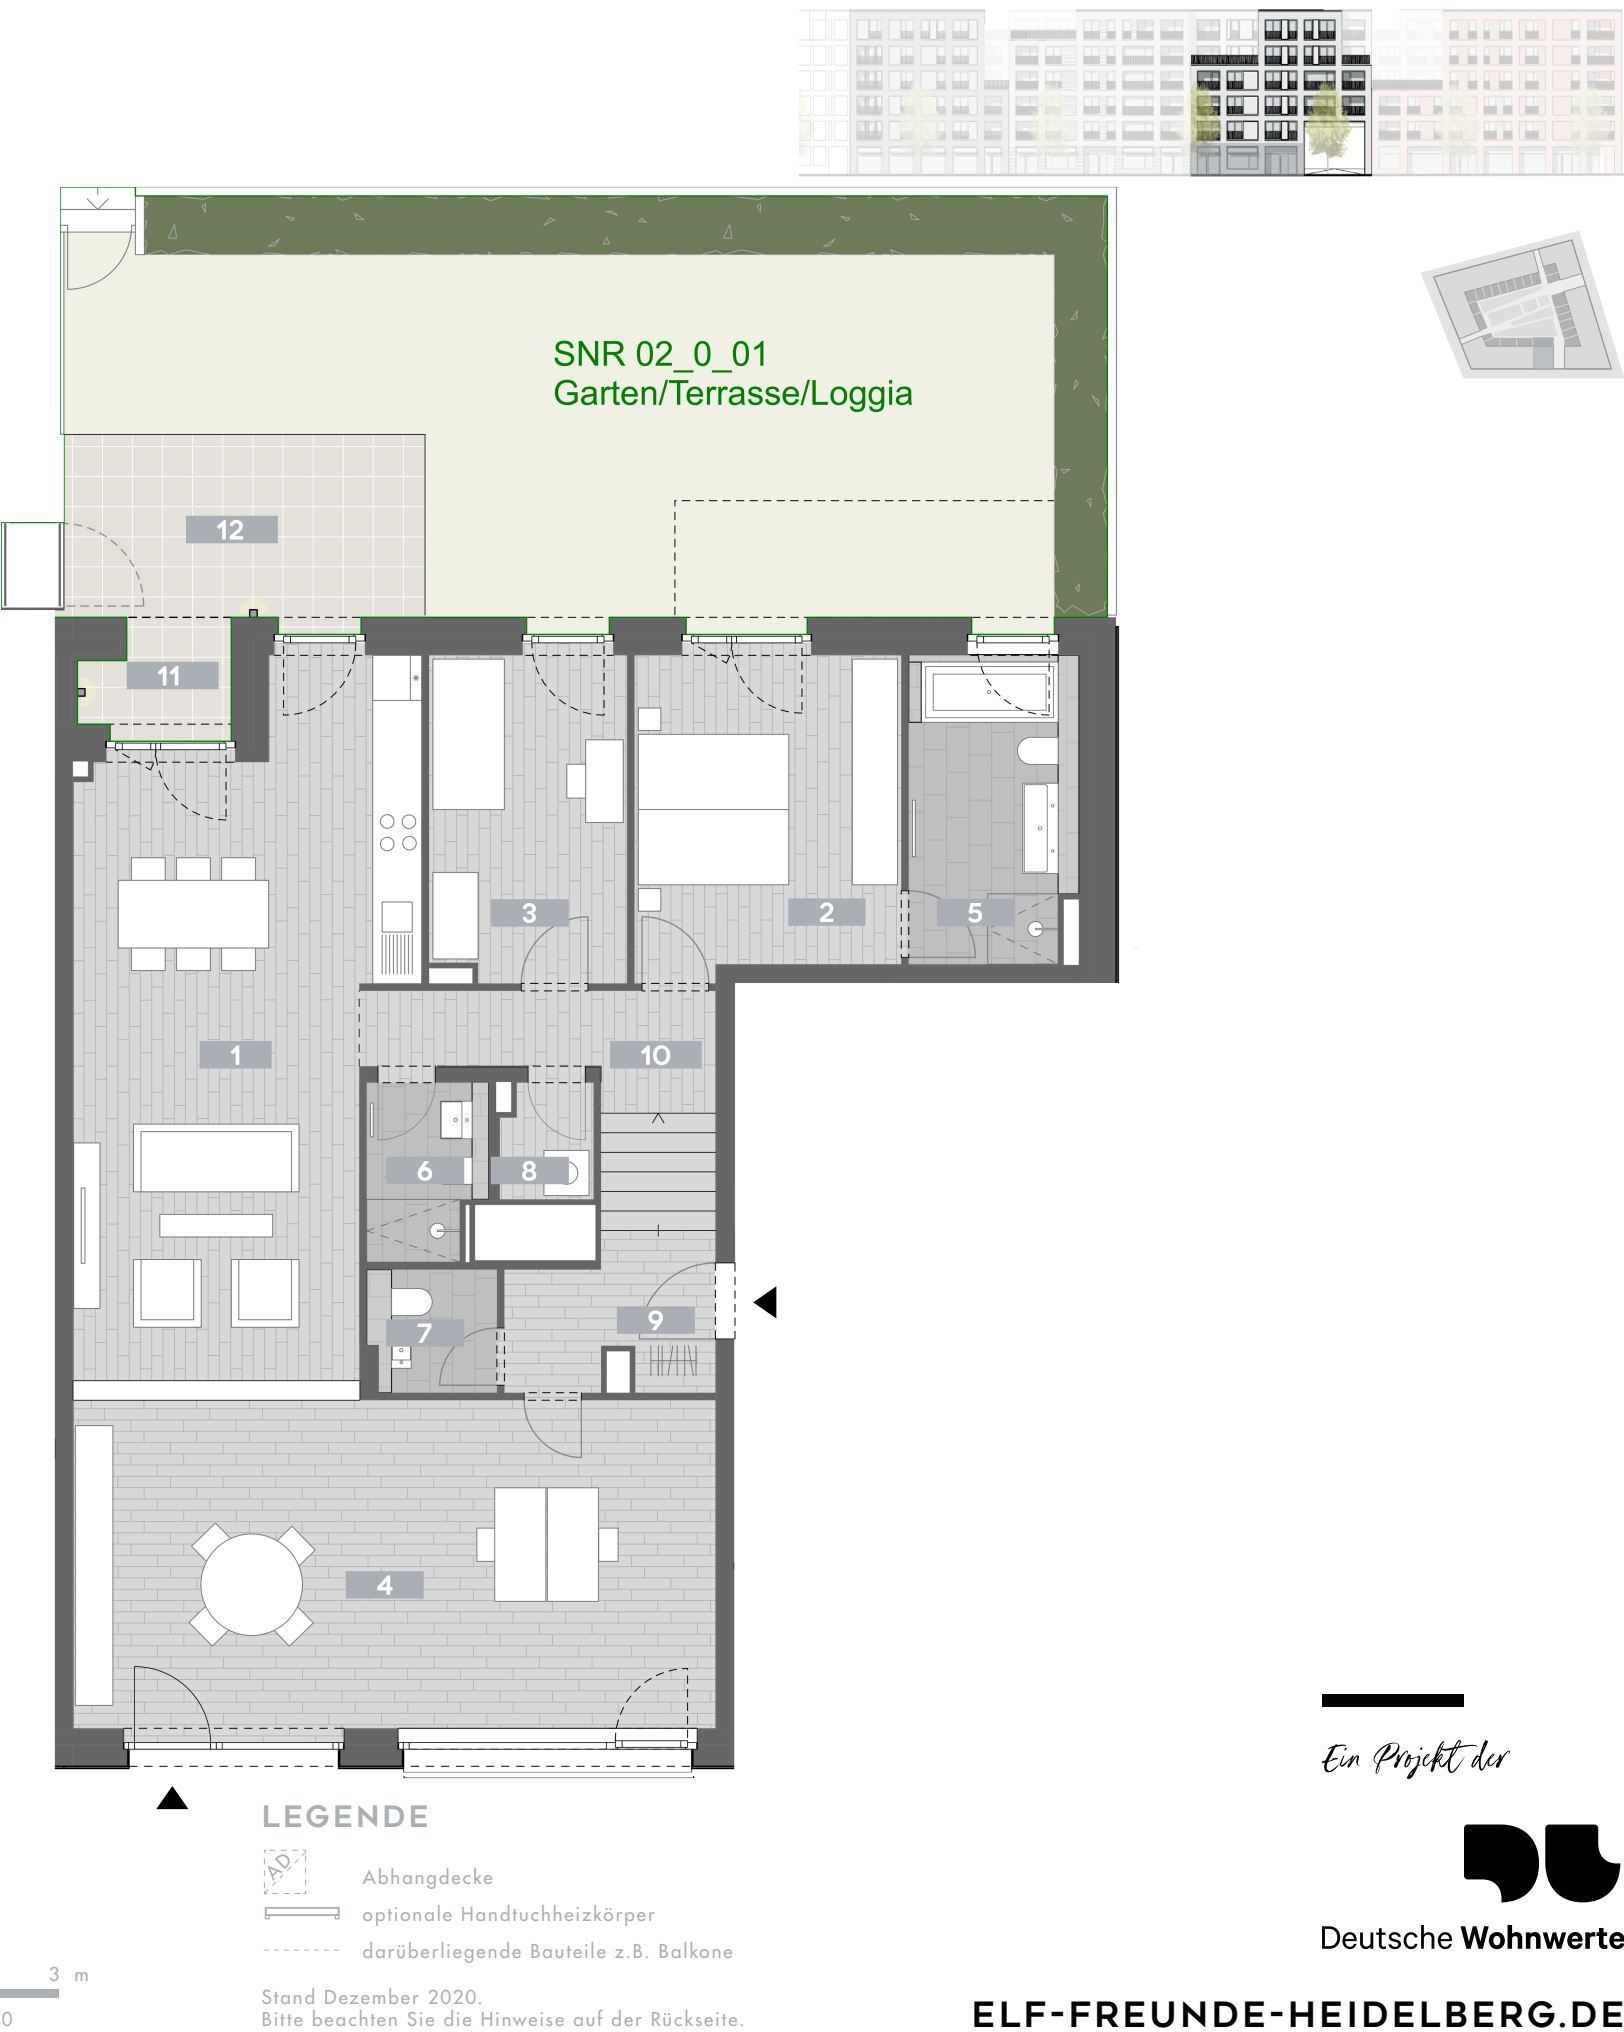 SNR 02_0_01
Garten/Terrasse/Loggia
12
11
3
2
5
1
10
6
8
9
7
4
LEGENDE
AD
Abhangdecke
optionale Handtuchheizkörper
darüberliegende Bauteile z.B. Balkone
3 m
0
Stand Dezember 2020.
Bitte beachten Sie die Hinweise auf der Rückseite.
Ein Projekt der
Deutsche Wohnwerte
ELF-FREUNDE-HEIDELBERG.DE